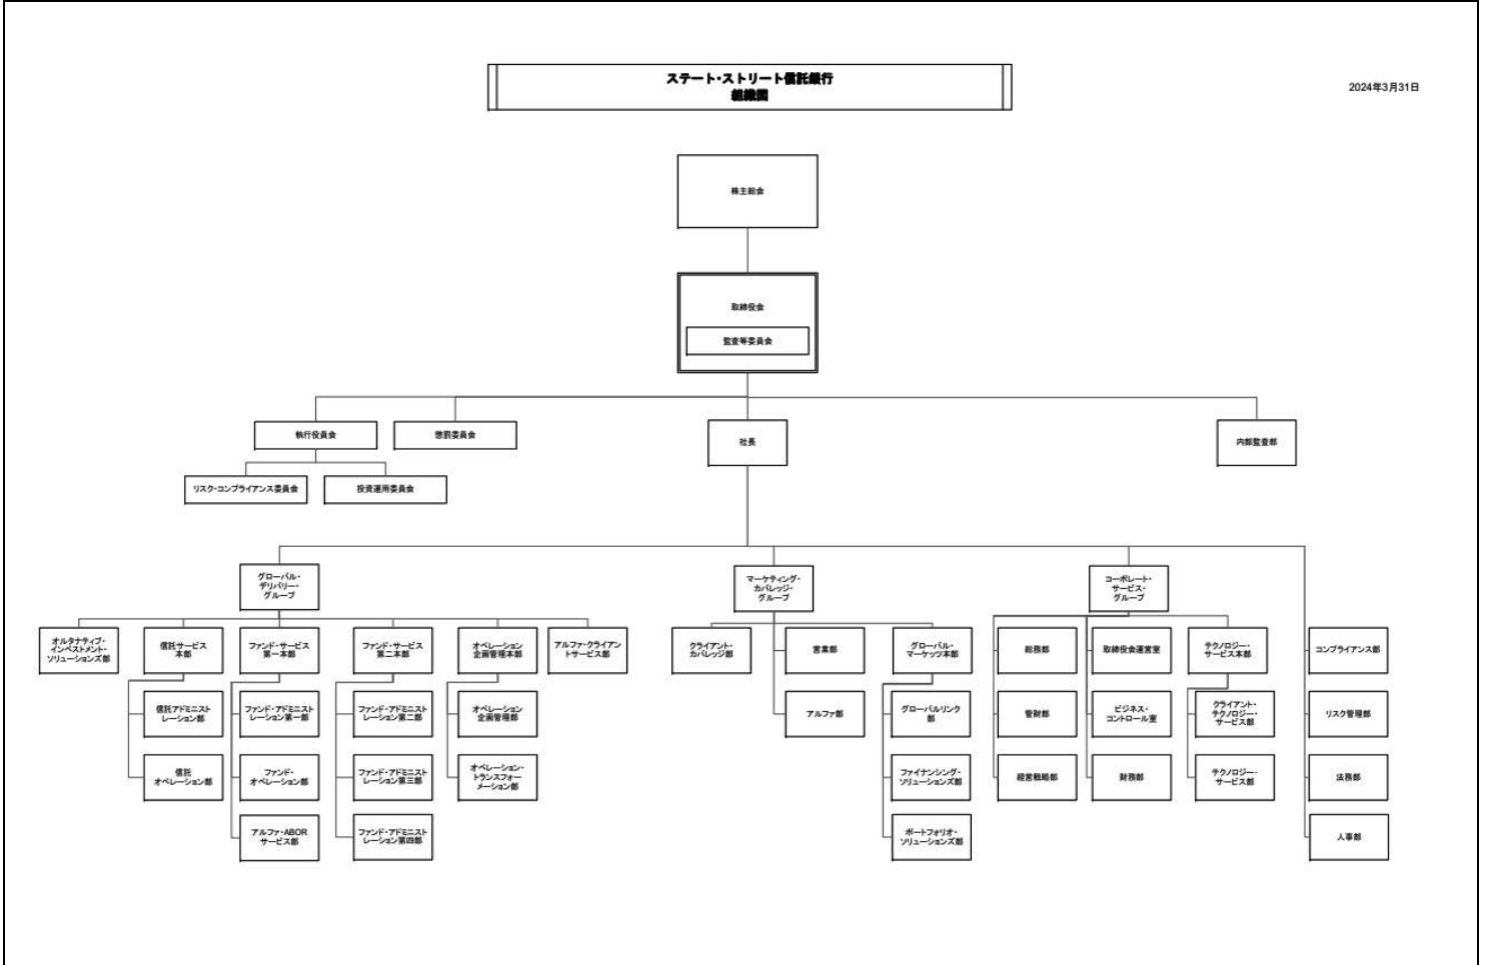 ステート・ストリート信託銀行
組織図
2024年3月31日
株主総会
取締役会
監査等委員会
執行役員会
懲罰委員会
社長
内部監査部
リスク・コンプライアンス委員会
投資運用委員会
グローバル・
デリバリー・
グループ
マーケティング・
カバレッジ・
グループ
コーポレート・
サービス・
グループ
オルタナティブ・
インベストメント・
ソリューションズ部
信託サービス
本部
ファンド・サービス
第一本部
ファンド・サービス
第二本部
オペレーション
企画管理本部
アルファ・クライアン
トサービス部
クライアント・
カバレッジ部
営業部
グローバル・
マーケッツ本部
総務部
取締役会運営室
テクノロジー・
サービス本部
コンプライアンス部
信託アドミニスト
レーション部
ファンド・アドミニスト
レーション第一部
ファンド・アドミニスト
レーション第二部
オペレーション
企画管理部
アルファ部
グローバルリンク
部
管財部
ビジネス・
コントロール室
クライアント・
テクノロジー・
サービス部
リスク管理部
信託
オペレーション部
ファンド・
オペレーション部
ファンド・アドミニスト
レーション第三部
オペレーション・
トランスフォー
メーション部
ファイナンシング・
ソリューションズ部
経営戦略部
財務部
テクノロジー・
サービス部
法務部
アルファ・ABOR
サービス部
ファンド・アドミニスト
レーション第四部
ポートフォリオ・
ソリューションズ部
人事部